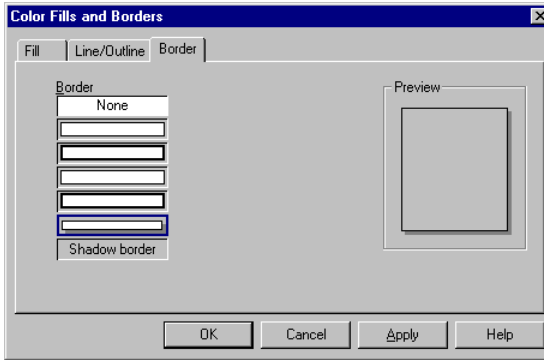 Color Fills and Borders
Fill
Line/Outline
Border
Border
None
Shadow border
Preview
OK
Cancel
Apply
Help